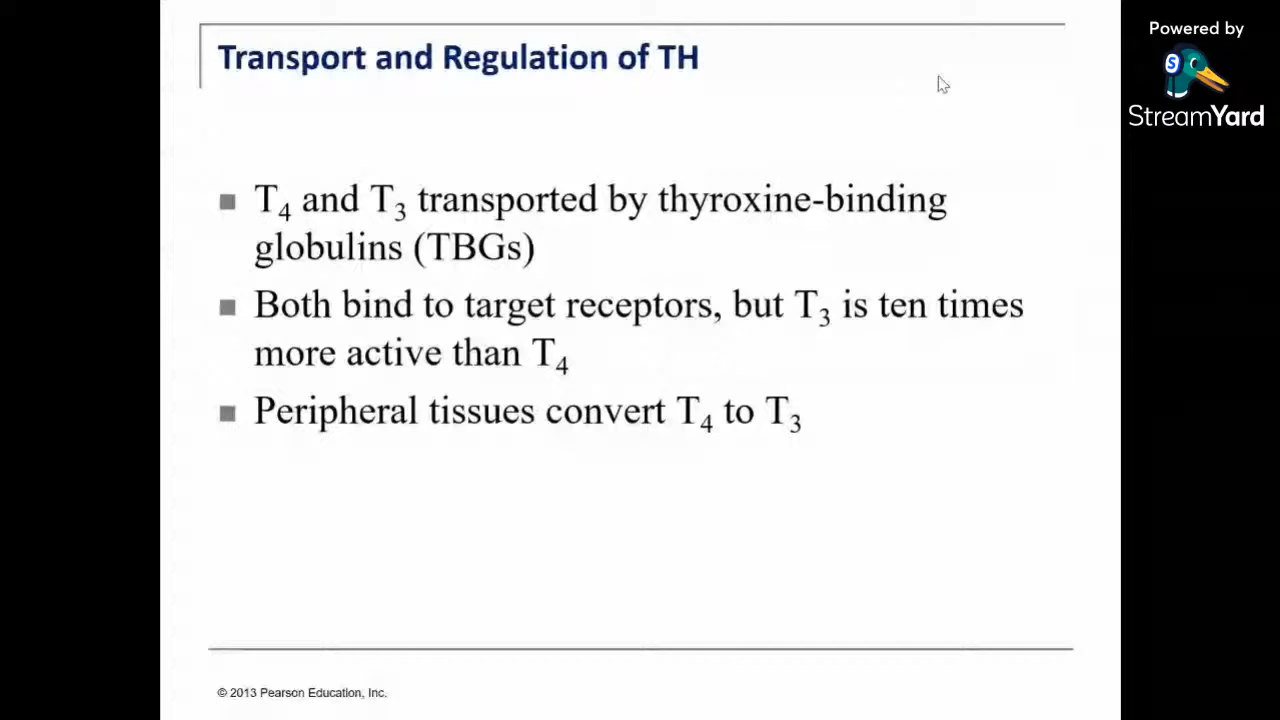 Powered by
S
StreamYard
Transport and Regulation of TH
■ T₄ and T₃ transported by thyroxine-binding
globulins (TBGs)
■ Both bind to target receptors, but T₃ is ten times
more active than T₄
■ Peripheral tissues convert T₄ to T₃
© 2013 Pearson Education, Inc.